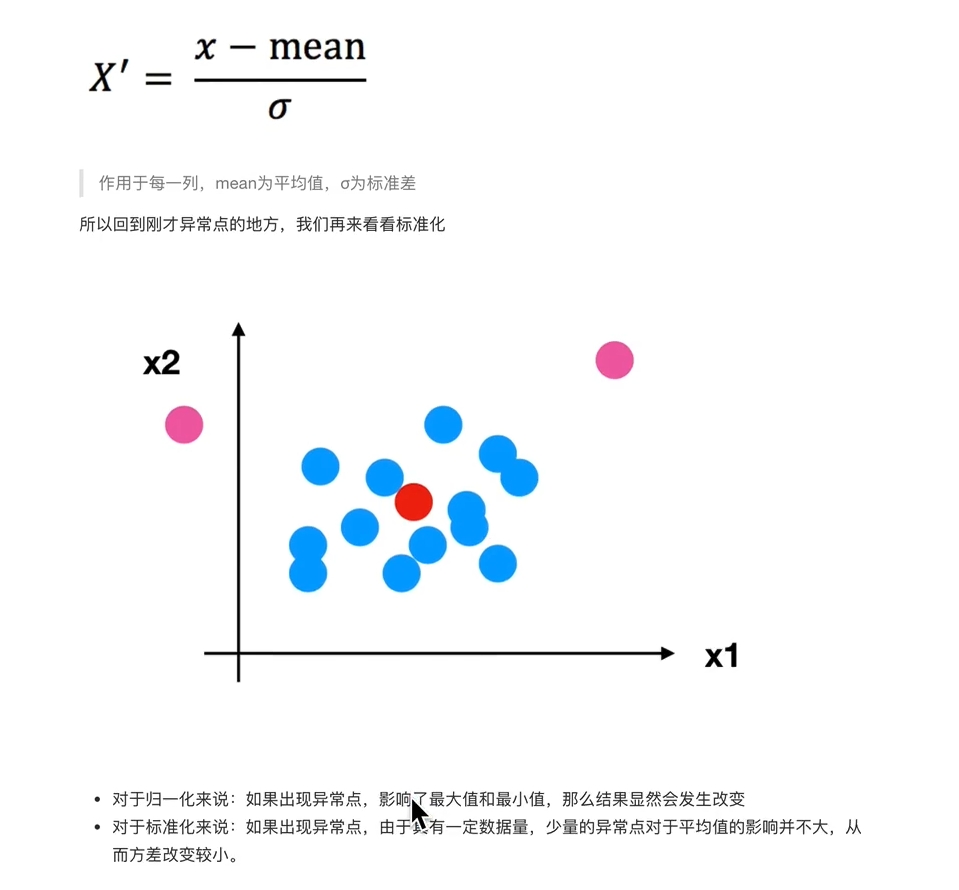 X′ = (x − mean) / σ
作用于每一列，mean为平均值，σ为标准差
所以回到刚才异常点的地方，我们再来看看标准化
x2
x1
• 对于归一化来说：如果出现异常点，影响了最大值和最小值，那么结果显然会发生改变
• 对于标准化来说：如果出现异常点，由于具有一定数据量，少量的异常点对于平均值的影响并不大，从
而方差改变较小。